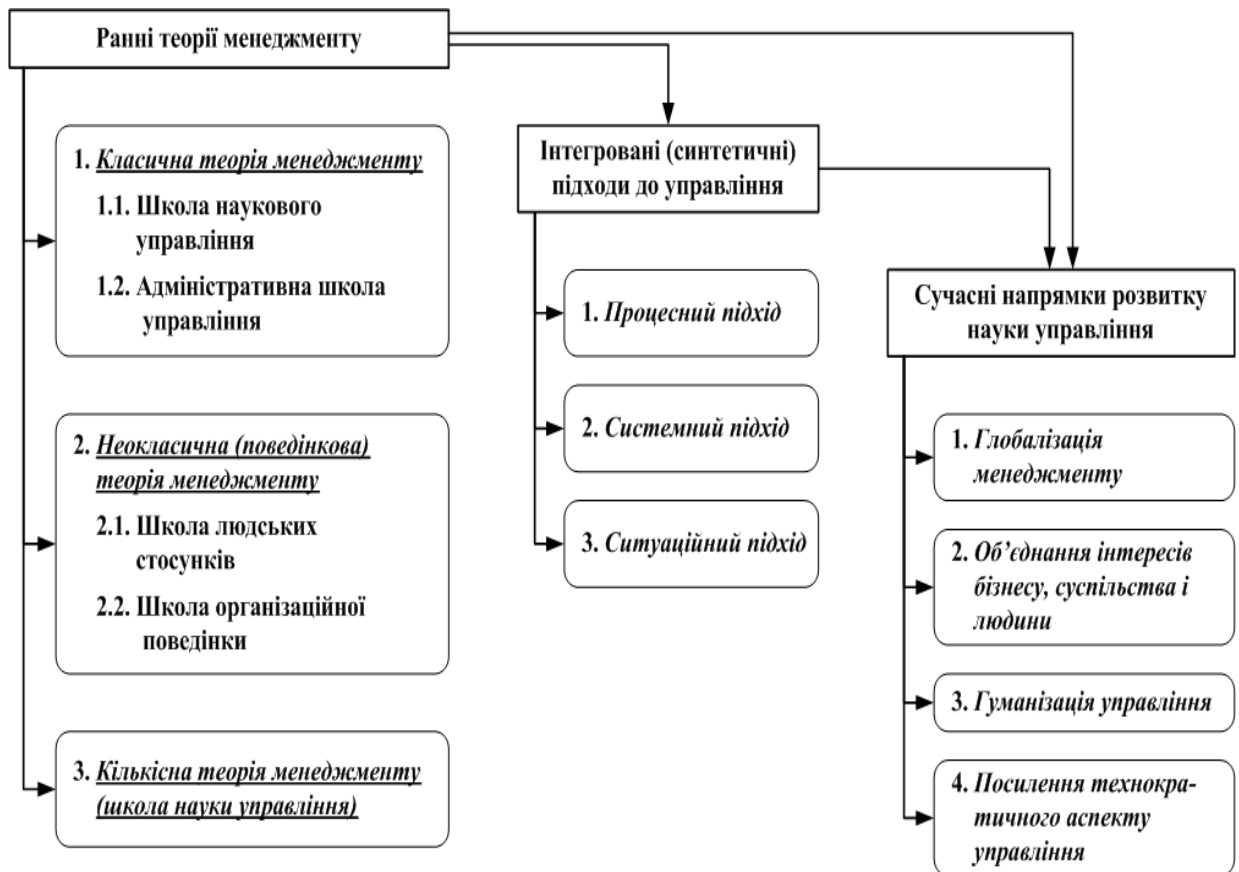 Ранні теорії менеджменту
1. Класична теорія менеджменту
1.1. Школа наукового
управління
1.2. Адміністративна школа
управління
2. Неокласична (поведінкова)
теорія менеджменту
2.1. Школа людських
стосунків
2.2. Школа організаційної
поведінки
3. Кількісна теорія менеджменту
(школа науки управління)
Інтегровані (синтетичні)
підходи до управління
1. Процесний підхід
2. Системний підхід
3. Ситуаційний підхід
Сучасні напрямки розвитку
науки управління
1. Глобалізація
менеджменту
2. Об’єднання інтересів
бізнесу, суспільства і
людини
3. Гуманізація управління
4. Посилення технокра-
тичного аспекту
управління